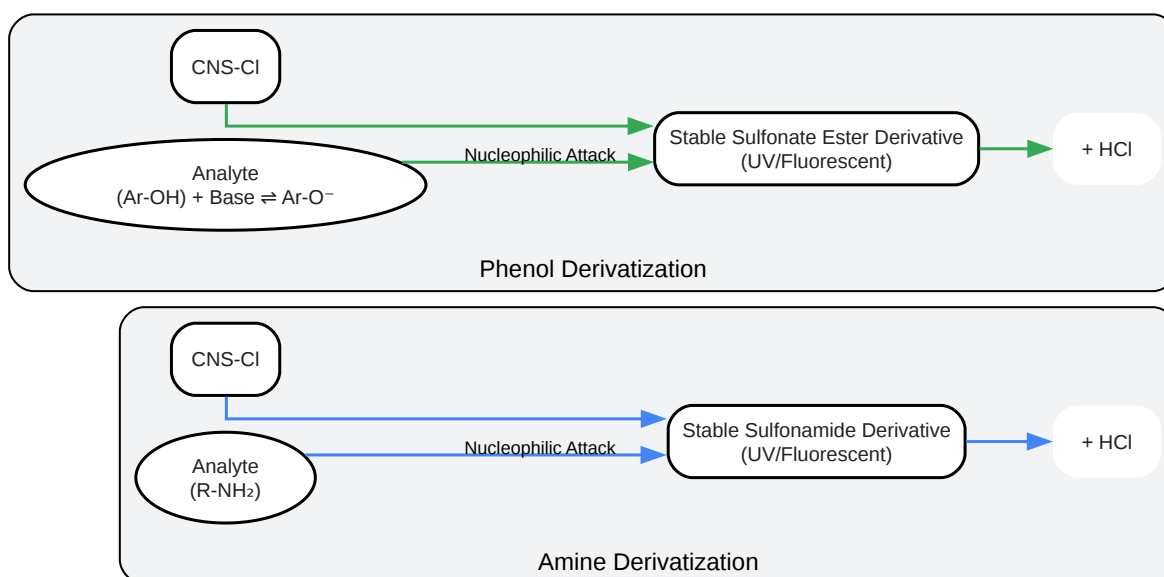 CNS-Cl
Analyte
(Ar-OH) + Base ⇌ Ar-O⁻
Nucleophilic Attack
Stable Sulfonate Ester Derivative
(UV/Fluorescent)
+ HCl
Phenol Derivatization
CNS-Cl
Analyte
(R-NH₂)
Nucleophilic Attack
Stable Sulfonamide Derivative
(UV/Fluorescent)
+ HCl
Amine Derivatization